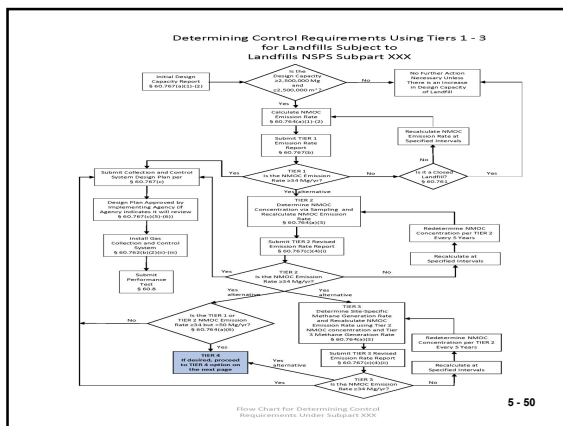 Determining Control Requirements Using Tiers 1 - 3
for Landfills Subject to
Landfills NSPS Subpart XXX
Initial Design
Capacity Report
§ 60.767(a)(1)-(2)
Is the
Design Capacity
≥2,500,000 Mg
and
≥2,500,000 m^3?
No
No Further Action
Necessary Unless
There is an Increase
in Design Capacity
of Landfill
Yes
Calculate NMOC
Emission Rate
§ 60.764(a)(1)-(2)
Submit TIER 1
Emission Rate
Report
§ 60.767(b)
Recalculate NMOC
Emission Rate at
Specified Intervals
No
Submit Collection and Control
System Design Plan per
§ 60.767(c)
Yes
TIER 1
Is the NMOC Emission
Rate ≥34 Mg/yr?
No
Is it a Closed
Landfill?
§ 60.761
Yes
Yes alternative
Design Plan Approved by
Implementing Agency or
Agency indicates it will review
§ 60.767(c)(5)-(6)
TIER 2
Determine NMOC
Concentration via Sampling and
Recalculate NMOC Emission
Rate
§ 60.764(a)(3)
Redetermine NMOC
Concentration per TIER 2
Every 5 Years
Install Gas
Collection and Control
System
§ 60.762(b)(2)(ii)-(iii)
Submit TIER 2 Revised
Emission Rate Report
§ 60.767(c)(4)(i)
Recalculate at
Specified Intervals
Submit
Performance
Test
§ 60.8
Yes
TIER 2
Is the NMOC Emission
Rate ≥34 Mg/yr?
No
Yes
alternative
Yes
alternative
No
Is the TIER 1 or
TIER 2 NMOC Emission
Rate ≥34 but <50 Mg/yr?
§ 60.764(a)(6)
TIER 3
Determine Site-Specific
Methane Generation Rate
and Recalculate NMOC
Emission Rate using Tier 2
NMOC concentration and Tier
3 Methane Generation Rate
§ 60.764(a)(5)
Redetermine NMOC
Concentration per TIER 2
Every 5 Years
Yes
TIER 4
If desired, proceed
to TIER 4 option on
the next page
Yes
alternative
Submit TIER 3 Revised
Emission Rate Report
§ 60.767(c)(4)(ii)
Recalculate at
Specified Intervals
Yes
TIER 3
Is the NMOC Emission
Rate ≥34 Mg/yr?
No
5 - 50
Flow Chart for Determining Control
Requirements Under Subpart XXX